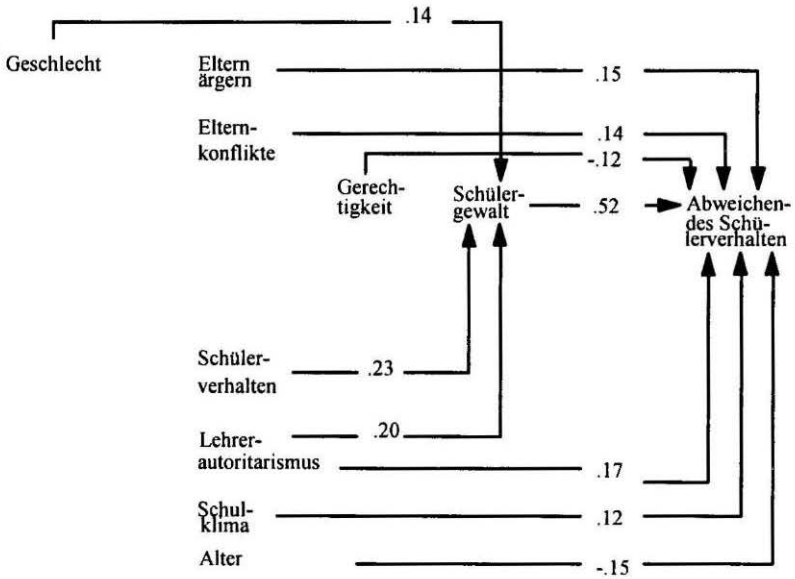 .14
Geschlecht
Eltern
ärgern
.15
Eltern-
konflikte
.14
-.12
Gerech-
tigkeit
Schüler-
gewalt
.52
Abweichen-
des Schü-
lerverhalten
Schüler-
verhalten
.23
Lehrer-
autoritarismus
.20
.17
Schul-
klima
.12
Alter
-.15